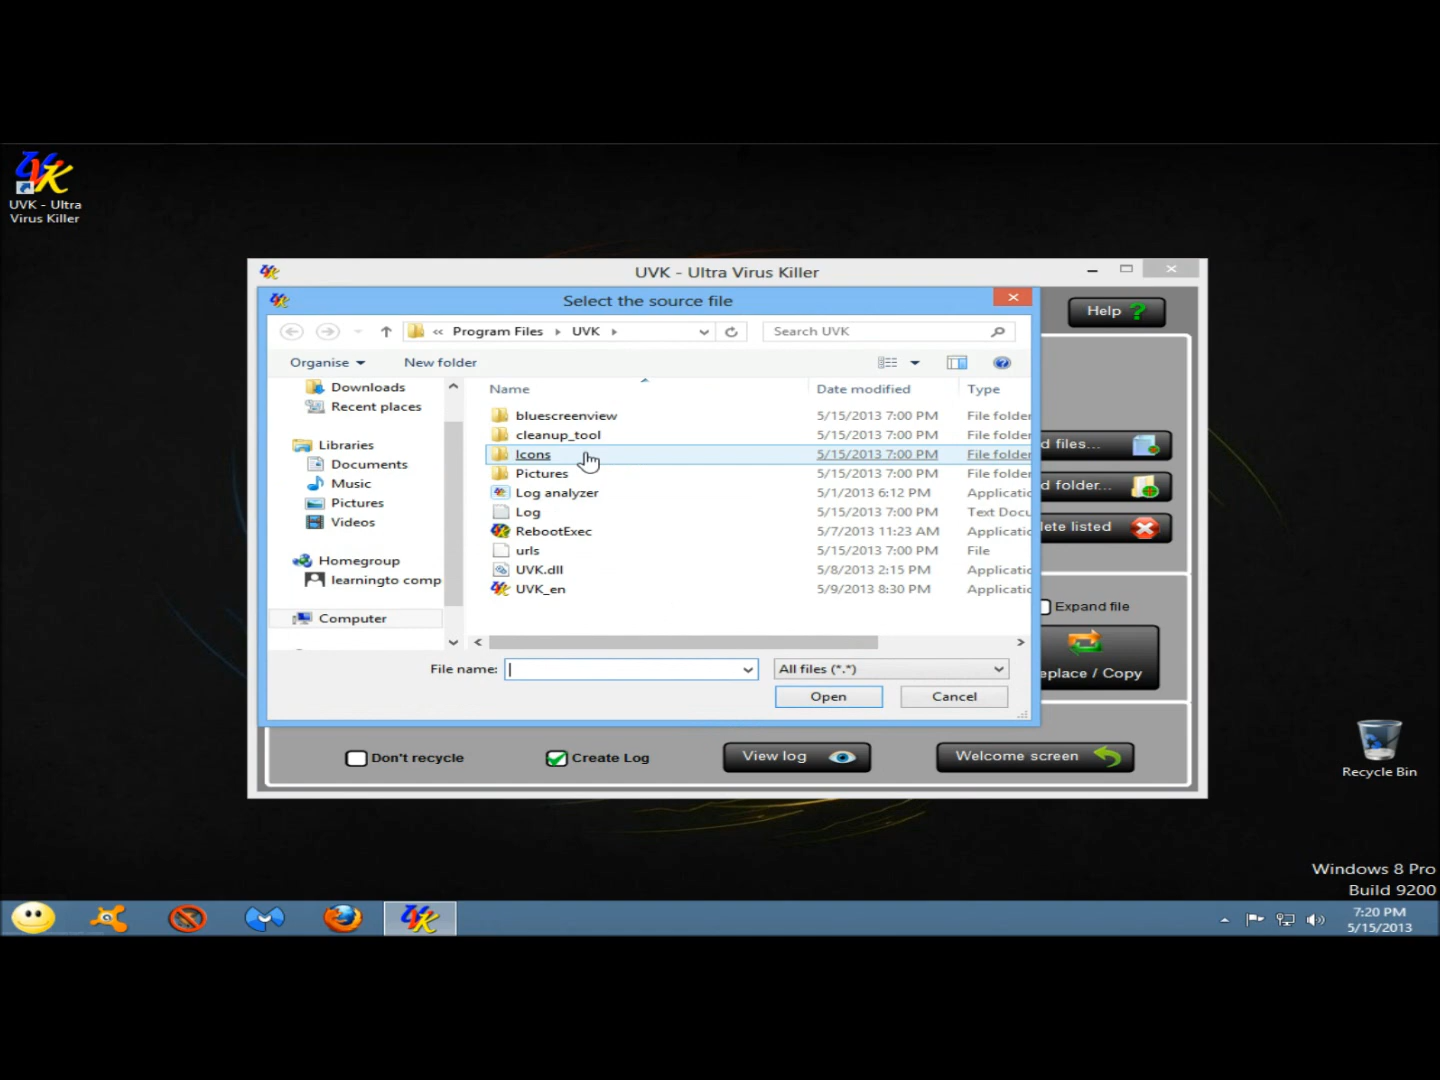 UVK - Ultra
Virus Killer
UVK - Ultra Virus Killer
Select the source file
Help ?
« Program Files ▸ UVK ▸
Search UVK
Organise
New folder
Name
Date modified
Type
Downloads
Recent places
Libraries
Documents
Music
Pictures
Videos
Homegroup
learningto comp
Computer
bluescreenview 5/15/2013 7:00 PM File folder
cleanup_tool 5/15/2013 7:00 PM File folder
Icons 5/15/2013 7:00 PM File folder
Pictures 5/15/2013 7:00 PM File folder
Log analyzer 5/1/2013 6:12 PM Applicatic
Log 5/15/2013 7:00 PM Text Docu
RebootExec 5/7/2013 11:23 AM Applicatic
urls 5/15/2013 7:00 PM File
UVK.dll 5/8/2013 2:15 PM Applicatic
UVK_en 5/9/2013 8:30 PM Applicatic
d files...
d folder...
ete listed
Expand file
eplace / Copy
File name:
All files (*.*)
Open
Cancel
Don't recycle
Create Log
View log
Welcome screen
Recycle Bin
Windows 8 Pro
Build 9200
7:20 PM
5/15/2013